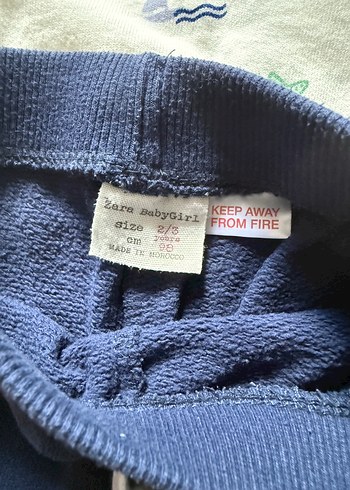 Zara BabyGirl
size 2/3
years
cm 98
MADE IN MOROCCO
KEEP AWAY
FROM FIRE